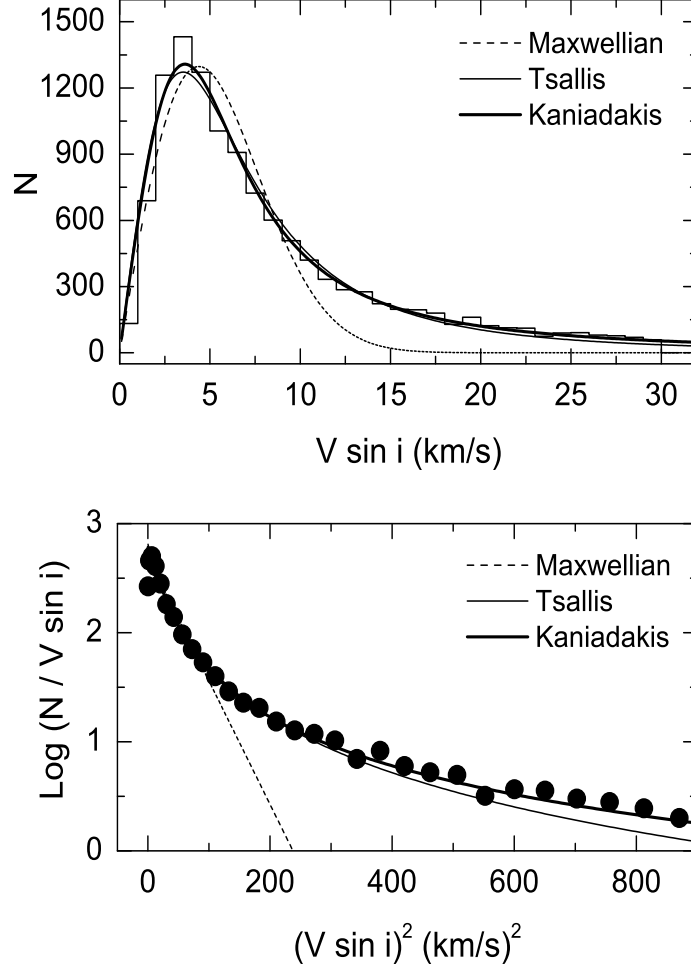 1500
1200
900
600
300
0
N
Maxwellian
Tsallis
Kaniadakis
0 5 10 15 20 25 30
V sin i (km/s)
3
2
1
0
Log (N / V sin i)
Maxwellian
Tsallis
Kaniadakis
0 200 400 600 800
(V sin i)² (km/s)²